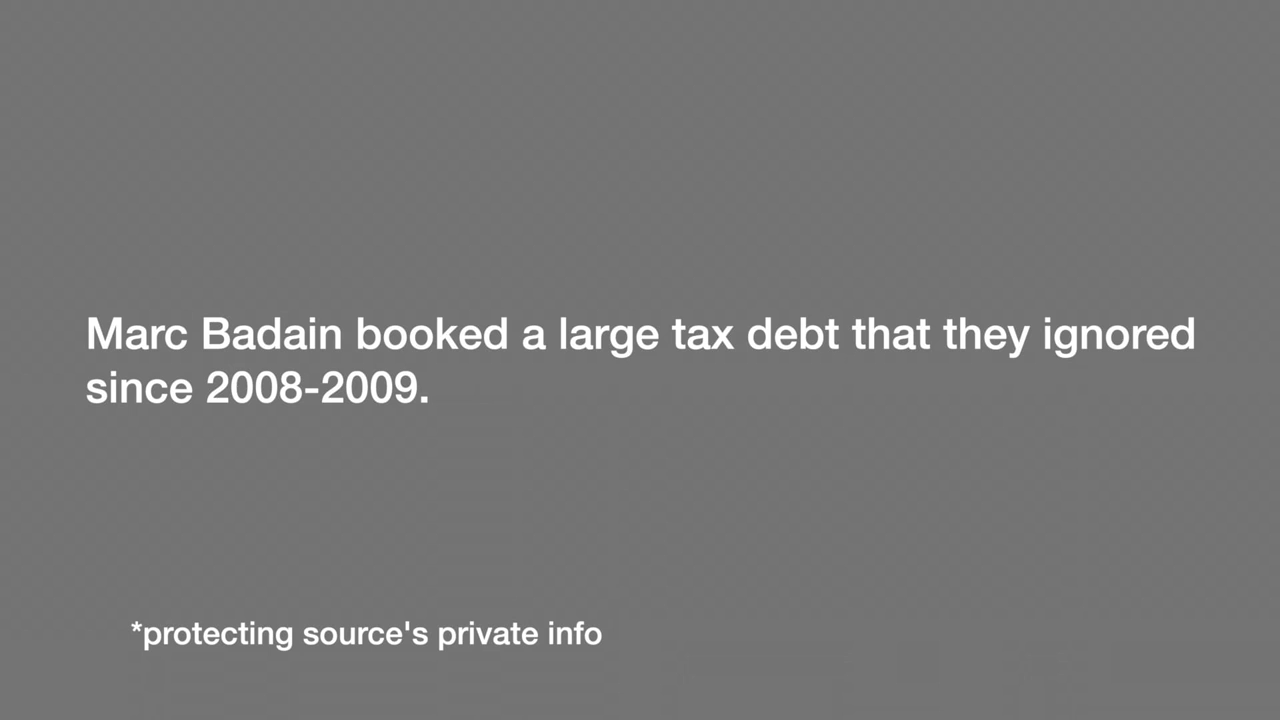 Marc Badain booked a large tax debt that they ignored
since 2008-2009.
*protecting source's private info